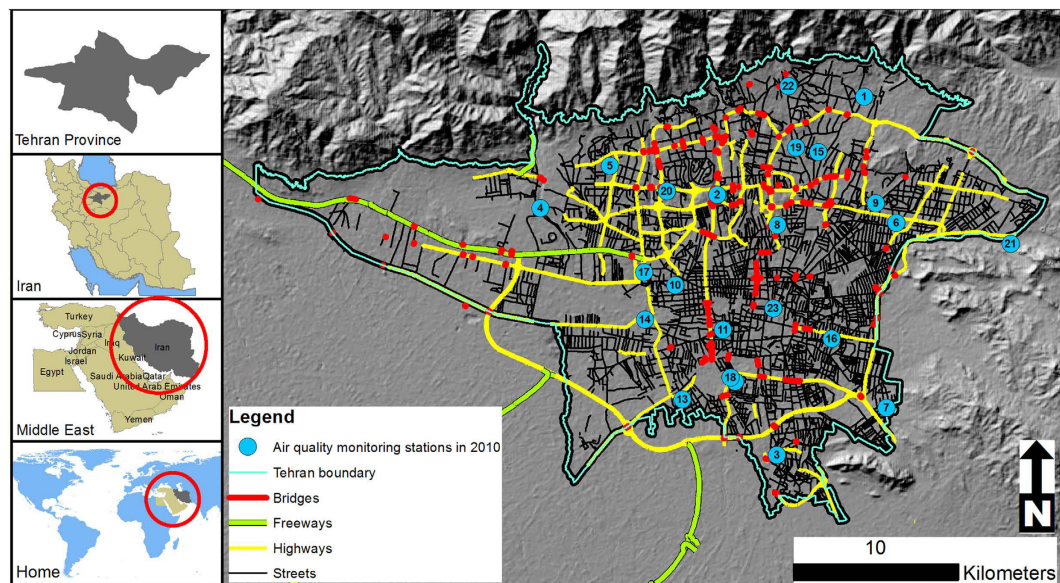 Tehran Province
Iran
Turkey
Cyprus Syria
Iraq
Iran
Jordan
Israel
Kuwait
Egypt
Saudi Arabia Qatar
United Arab Emirates
Oman
Yemen
Middle East
Home
22
1
19
15
5
20
2
4
9
8
6
21
17
10
23
14
11
16
18
13
7
3
Legend
Air quality monitoring stations in 2010
Tehran boundary
Bridges
Freeways
Highways
Streets
N
10
Kilometers